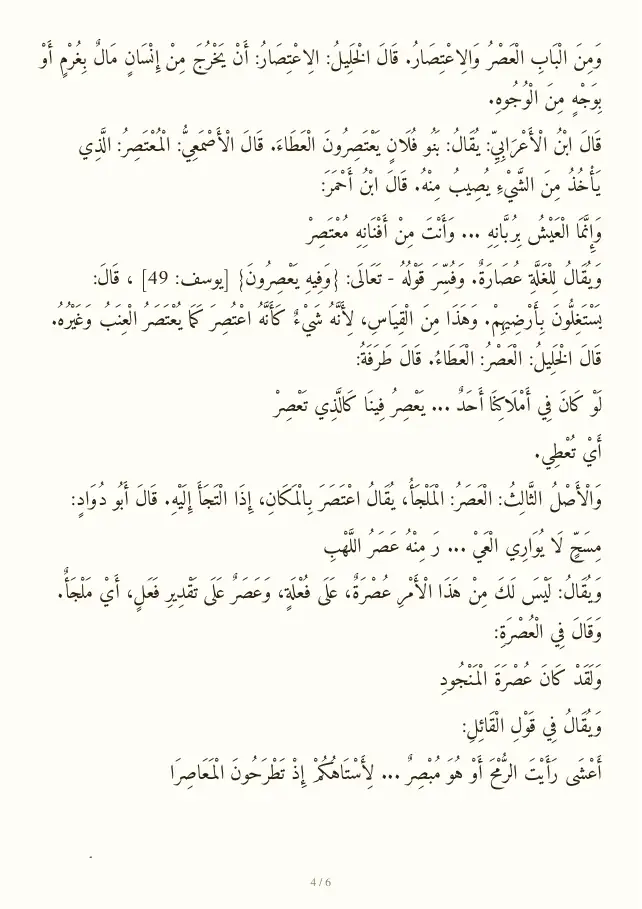 وَمِنَ الْبَابِ الْعَصْرُ وَالِاعْتِصَارُ. قَالَ الْخَلِيلُ: الِاعْتِصَارُ: أَنْ يَخْرُجَ مِنْ إِنْسَانٍ مَالٌ بِغُرْمٍ أَوْ
بِوَجْهٍ مِنَ الْوُجُوهِ.
قَالَ ابْنُ الْأَعْرَابِيِّ: يُقَالُ: بَنُو فُلَانٍ يَعْتَصِرُونَ الْعَطَاءَ. قَالَ الْأَصْمَعِيُّ: الْمُعْتَصِرُ: الَّذِي
يَأْخُذُ مِنَ الشَّيْءِ يُصِيبُ مِنْهُ. قَالَ ابْنُ أَحْمَرَ:
وَإِنَّمَا الْعَيْشُ بِرُبَّانِهِ ... وَأَنْتَ مِنْ أَفْنَانِهِ مُعْتَصِرْ
وَيُقَالُ لِلْغَلَّةِ عُصَارَةٌ. وَفُسِّرَ قَوْلُهُ - تَعَالَى: {وَفِيهِ يَعْصِرُونَ} [يوسف: 49] ، قَالَ:
يَسْتَغِلُّونَ بِأَرَضِيهِمْ. وَهَذَا مِنَ الْقِيَاسِ، لِأَنَّهُ شَيْءٌ كَأَنَّهُ اعْتُصِرَ كَمَا يُعْتَصَرُ الْعِنَبُ وَغَيْرُهُ.
قَالَ الْخَلِيلُ: الْعَصْرُ: الْعَطَاءُ. قَالَ طَرَفَةُ:
لَوْ كَانَ فِي أَمْلَاكِنَا أَحَدٌ ... يَعْصِرُ فِينَا كَالَّذِي تَعْصِرْ
أَيْ تُعْطِي.
وَالْأَصْلُ الثَّالِثُ: الْعَصَرُ: الْمَلْجَأُ، يُقَالُ اعْتَصَرَ بِالْمَكَانِ، إِذَا الْتَجَأَ إِلَيْهِ. قَالَ أَبُو دُوَادٍ:
مِسَحٍّ لَا يُوَارِي الْعَيْ ... رَ مِنْهُ عَصَرُ اللَّهْبِ
وَيُقَالُ: لَيْسَ لَكَ مِنْ هَذَا الْأَمْرِ عُصْرَةٌ، عَلَى فُعْلَةٍ، وَعَصَرٌ عَلَى تَقْدِيرِ فَعَلٍ، أَيْ مَلْجَأٌ.
وَقَالَ فِي الْعُصْرَةِ:
وَلَقَدْ كَانَ عُصْرَةَ الْمَنْجُودِ
وَيُقَالُ فِي قَوْلِ الْقَائِلِ:
أَعْشَى رَأَيْتَ الرُّمْحَ أَوْ هُوَ مُبْصِرٌ ... لِأَسْتَاهُكُمْ إِذْ تَطْرَحُونَ الْمَعَاصِرَا
4 / 6